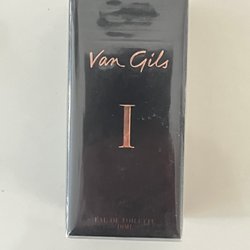 Van Gils
I
EAU DE TOILETTE